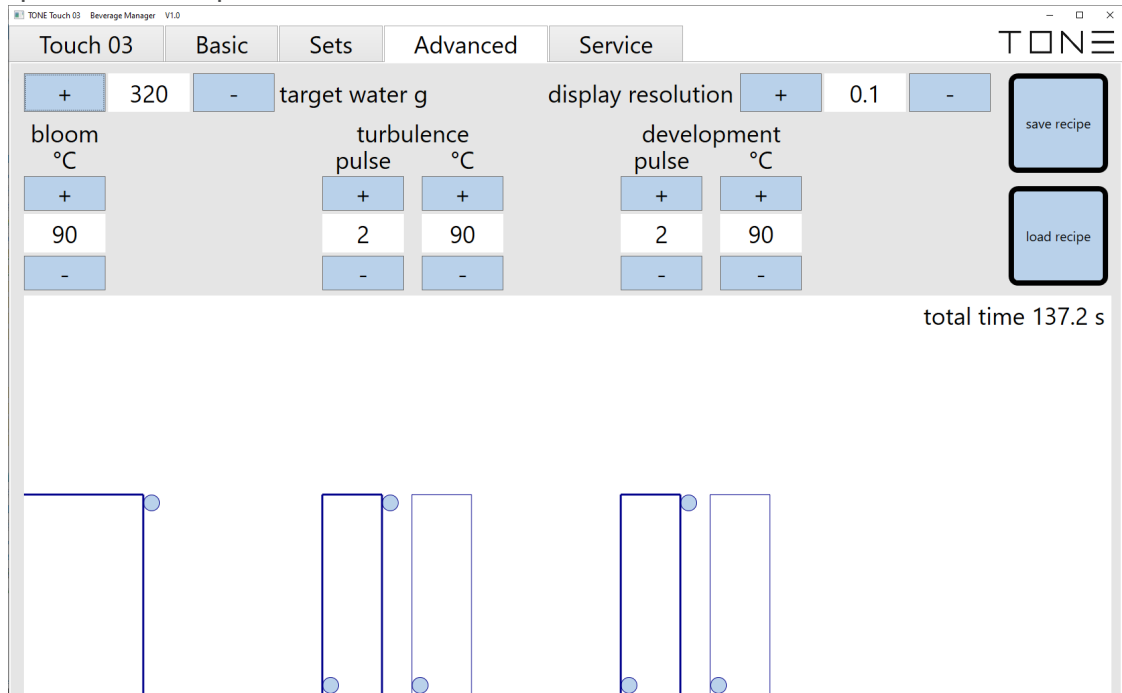 TONE Touch 03 Beverage Manager V1.0
Touch 03 Basic Sets Advanced Service TONE
+ 320 - target water g display resolution + 0.1 - save recipe
bloom turbulence development
°C pulse °C pulse °C
+ + + + +
90 2 90 2 90 load recipe
- - - - -
total time 137.2 s